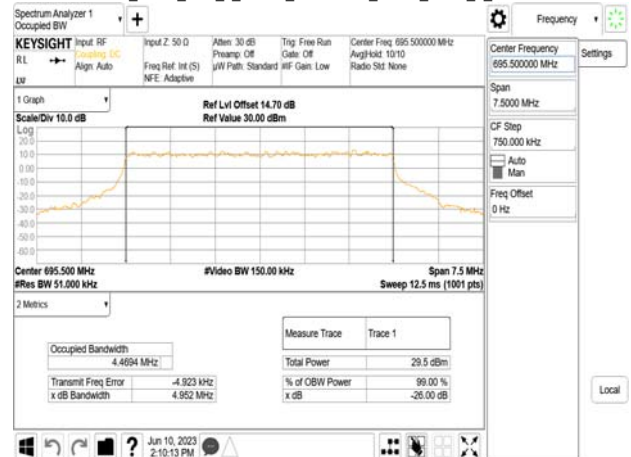 Spectrum Analyzer 1
Occupied BW
Frequency
KEYSIGHT
Input: RF
Coupling: DC
Align: Auto
Input Z: 50 Ω
Freq Ref: Int (S)
NFE: Adaptive
Atten: 30 dB
Preamp: Off
µW Path: Standard
Trig: Free Run
Gate: Off
#IF Gain: Low
Center Freq: 695.500000 MHz
Avg|Hold: 10/10
Radio Std: None
RL
LV
Center Frequency
695.500000 MHz
Settings
Span
7.5000 MHz
CF Step
750.000 kHz
Auto
Man
Freq Offset
0 Hz
Local
1 Graph
Scale/Div 10.0 dB
Ref Lvl Offset 14.70 dB
Ref Value 30.00 dBm
Log
20.0
10.0
0.00
-10.0
-20.0
-30.0
-40.0
-50.0
-60.0
Center 695.500 MHz
#Res BW 51.000 kHz
#Video BW 150.00 kHz
Span 7.5 MHz
Sweep 12.5 ms (1001 pts)
2 Metrics
Measure Trace Trace 1
Occupied Bandwidth
4.4694 MHz
Total Power 29.5 dBm
Transmit Freq Error -4.923 kHz
% of OBW Power 99.00 %
x dB Bandwidth 4.952 MHz
x dB -26.00 dB
?
Jun 10, 2023
2:10:13 PM